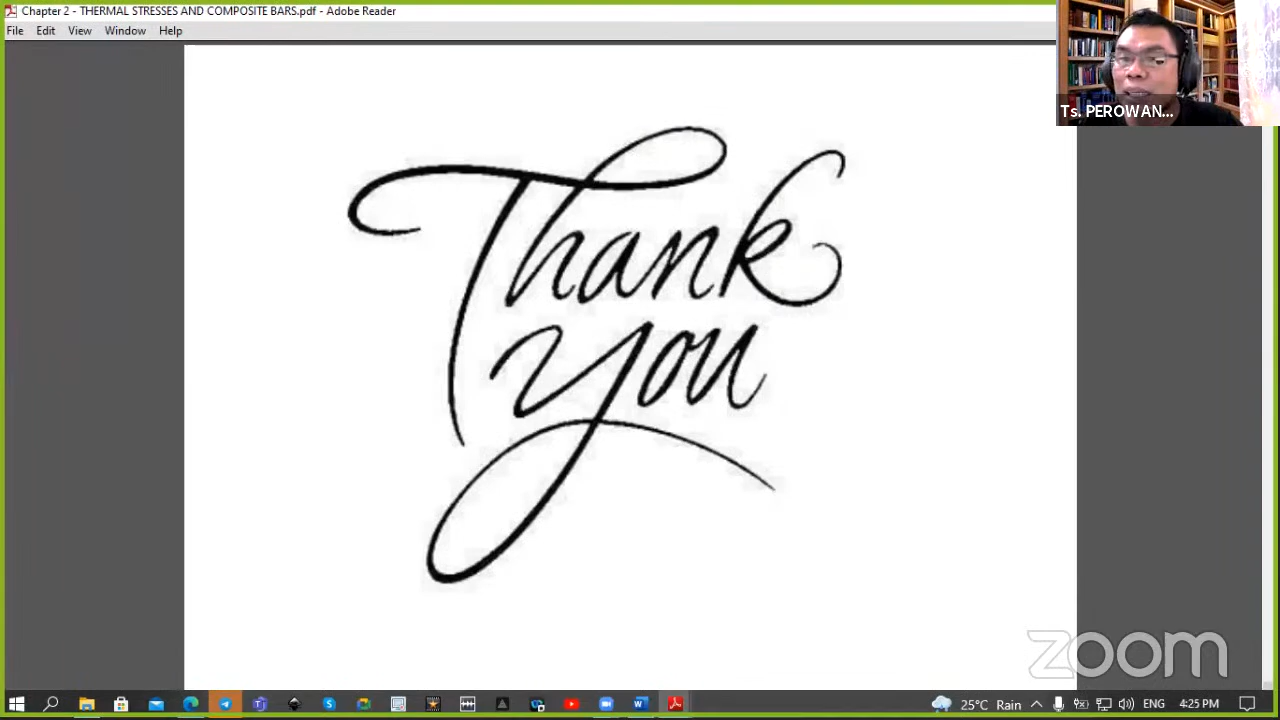 Chapter 2 - THERMAL STRESSES AND COMPOSITE BARS.pdf - Adobe Reader
File Edit View Window Help
Ts. PEROWAN...
Thank
you
zoom
25°C Rain ENG 4:25 PM